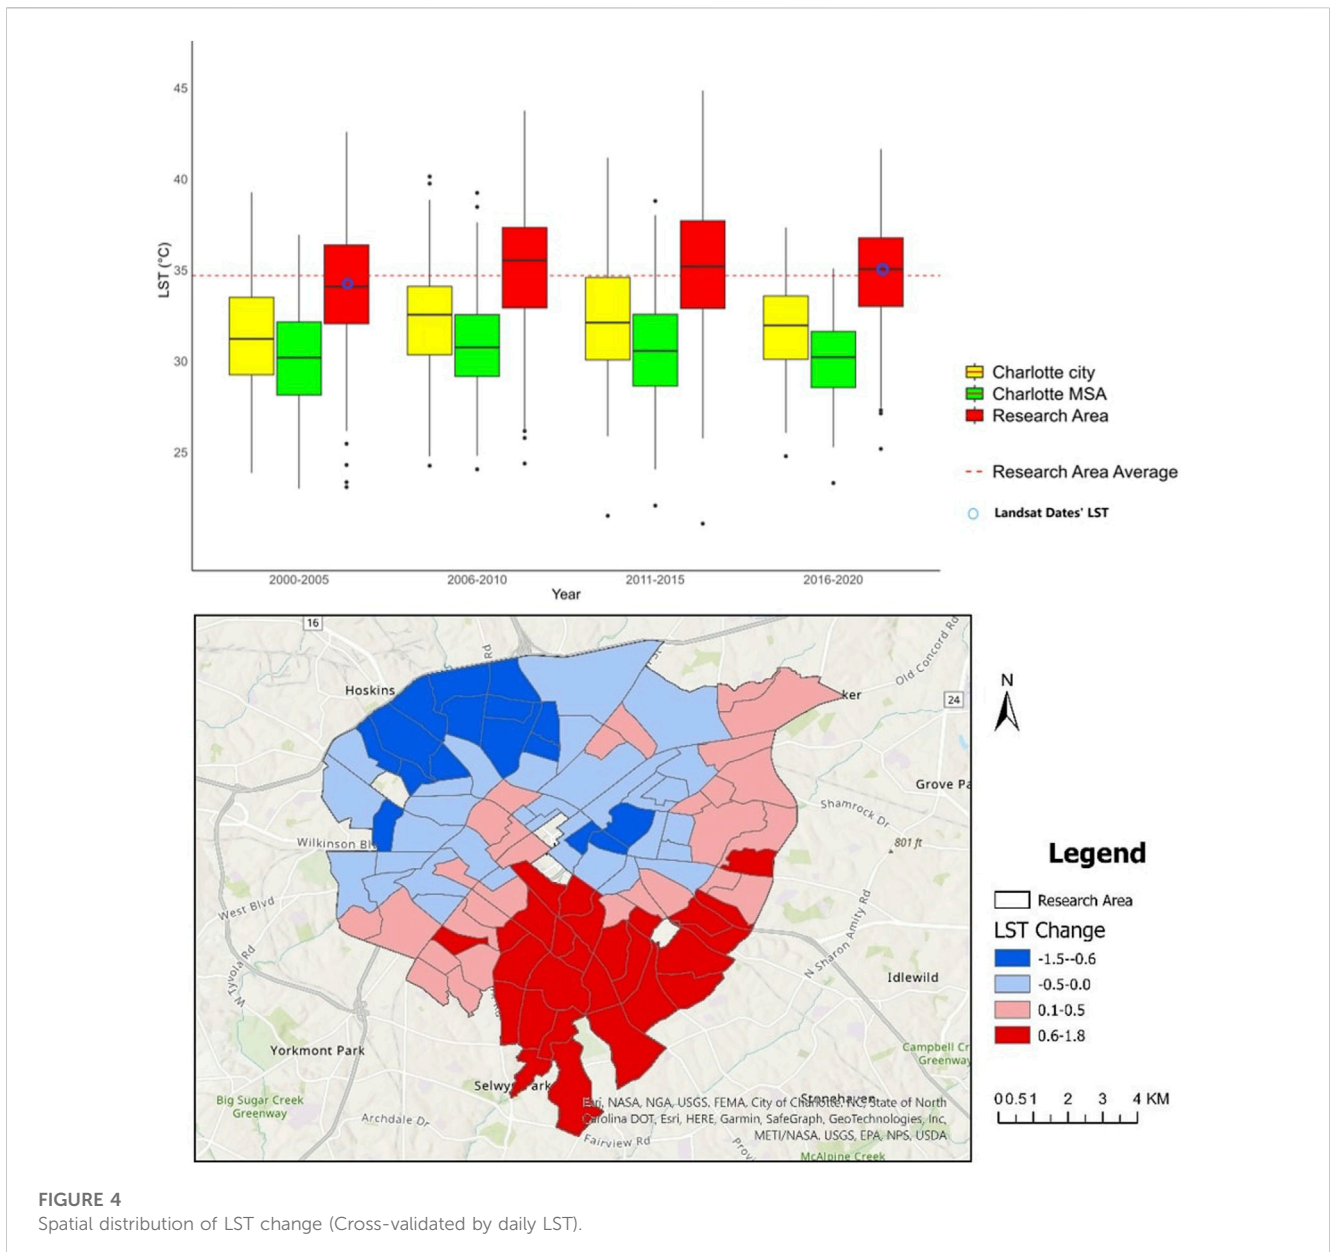 45
40
35
30
25
LST (°C)
2000-2005
2006-2010
2011-2015
2016-2020
Year
Charlotte city
Charlotte MSA
Research Area
Research Area Average
Landsat Dates' LST
16
Rd
Old Concord Rd
Hoskins
ker
24
N
Grove Pa
Shamrock Dr
801 ft
Wilkinson Bl
West Blvd
W Tyvola Rd
N Sharon Amity Rd
Idlewild
Yorkmont Park
Campbell Cr
Greenway
Big Sugar Creek
Greenway
Selwy Park
Archdale Dr
Stonehaven
Esri, NASA, NGA, USGS, FEMA, City of Charlotte, NC, State of North
Carolina DOT, Esri, HERE, Garmin, SafeGraph, GeoTechnologies, Inc,
METI/NASA, USGS, EPA, NPS, USDA
Fairview Rd
Prov
McAlpine Creek
Legend
Research Area
LST Change
-1.5--0.6
-0.5-0.0
0.1-0.5
0.6-1.8
0 0.5 1 2 3 4 KM
FIGURE 4
Spatial distribution of LST change (Cross-validated by daily LST).